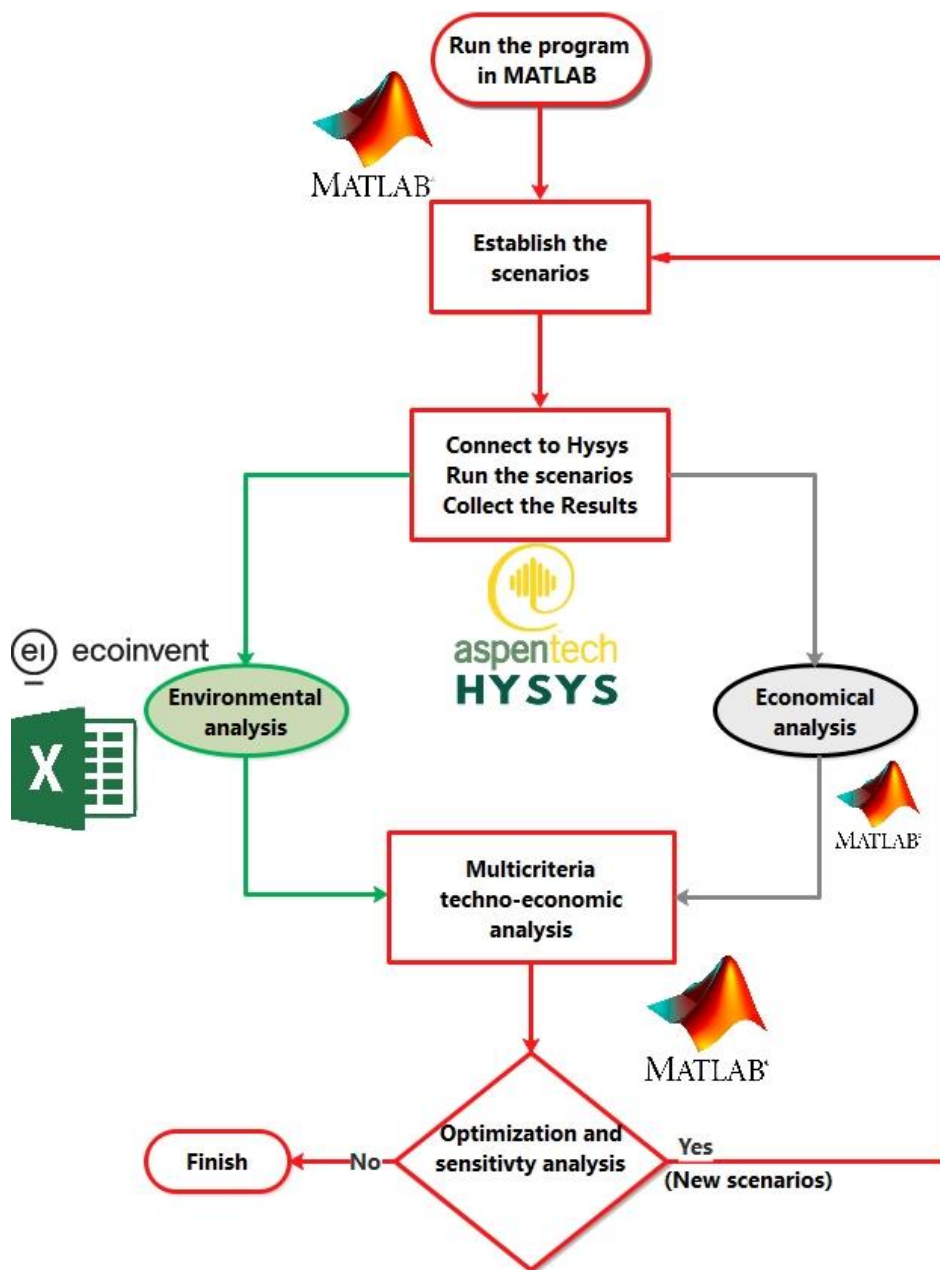 Run the program
in MATLAB
MATLAB
Establish the
scenarios
Connect to Hysys
Run the scenarios
Collect the Results
aspentech
HYSYS
ei ecoinvent
Environmental
analysis
X
Economical
analysis
MATLAB
Multicriteria
techno-economic
analysis
MATLAB
Optimization and
sensitivty analysis
Yes
(New scenarios)
No
Finish